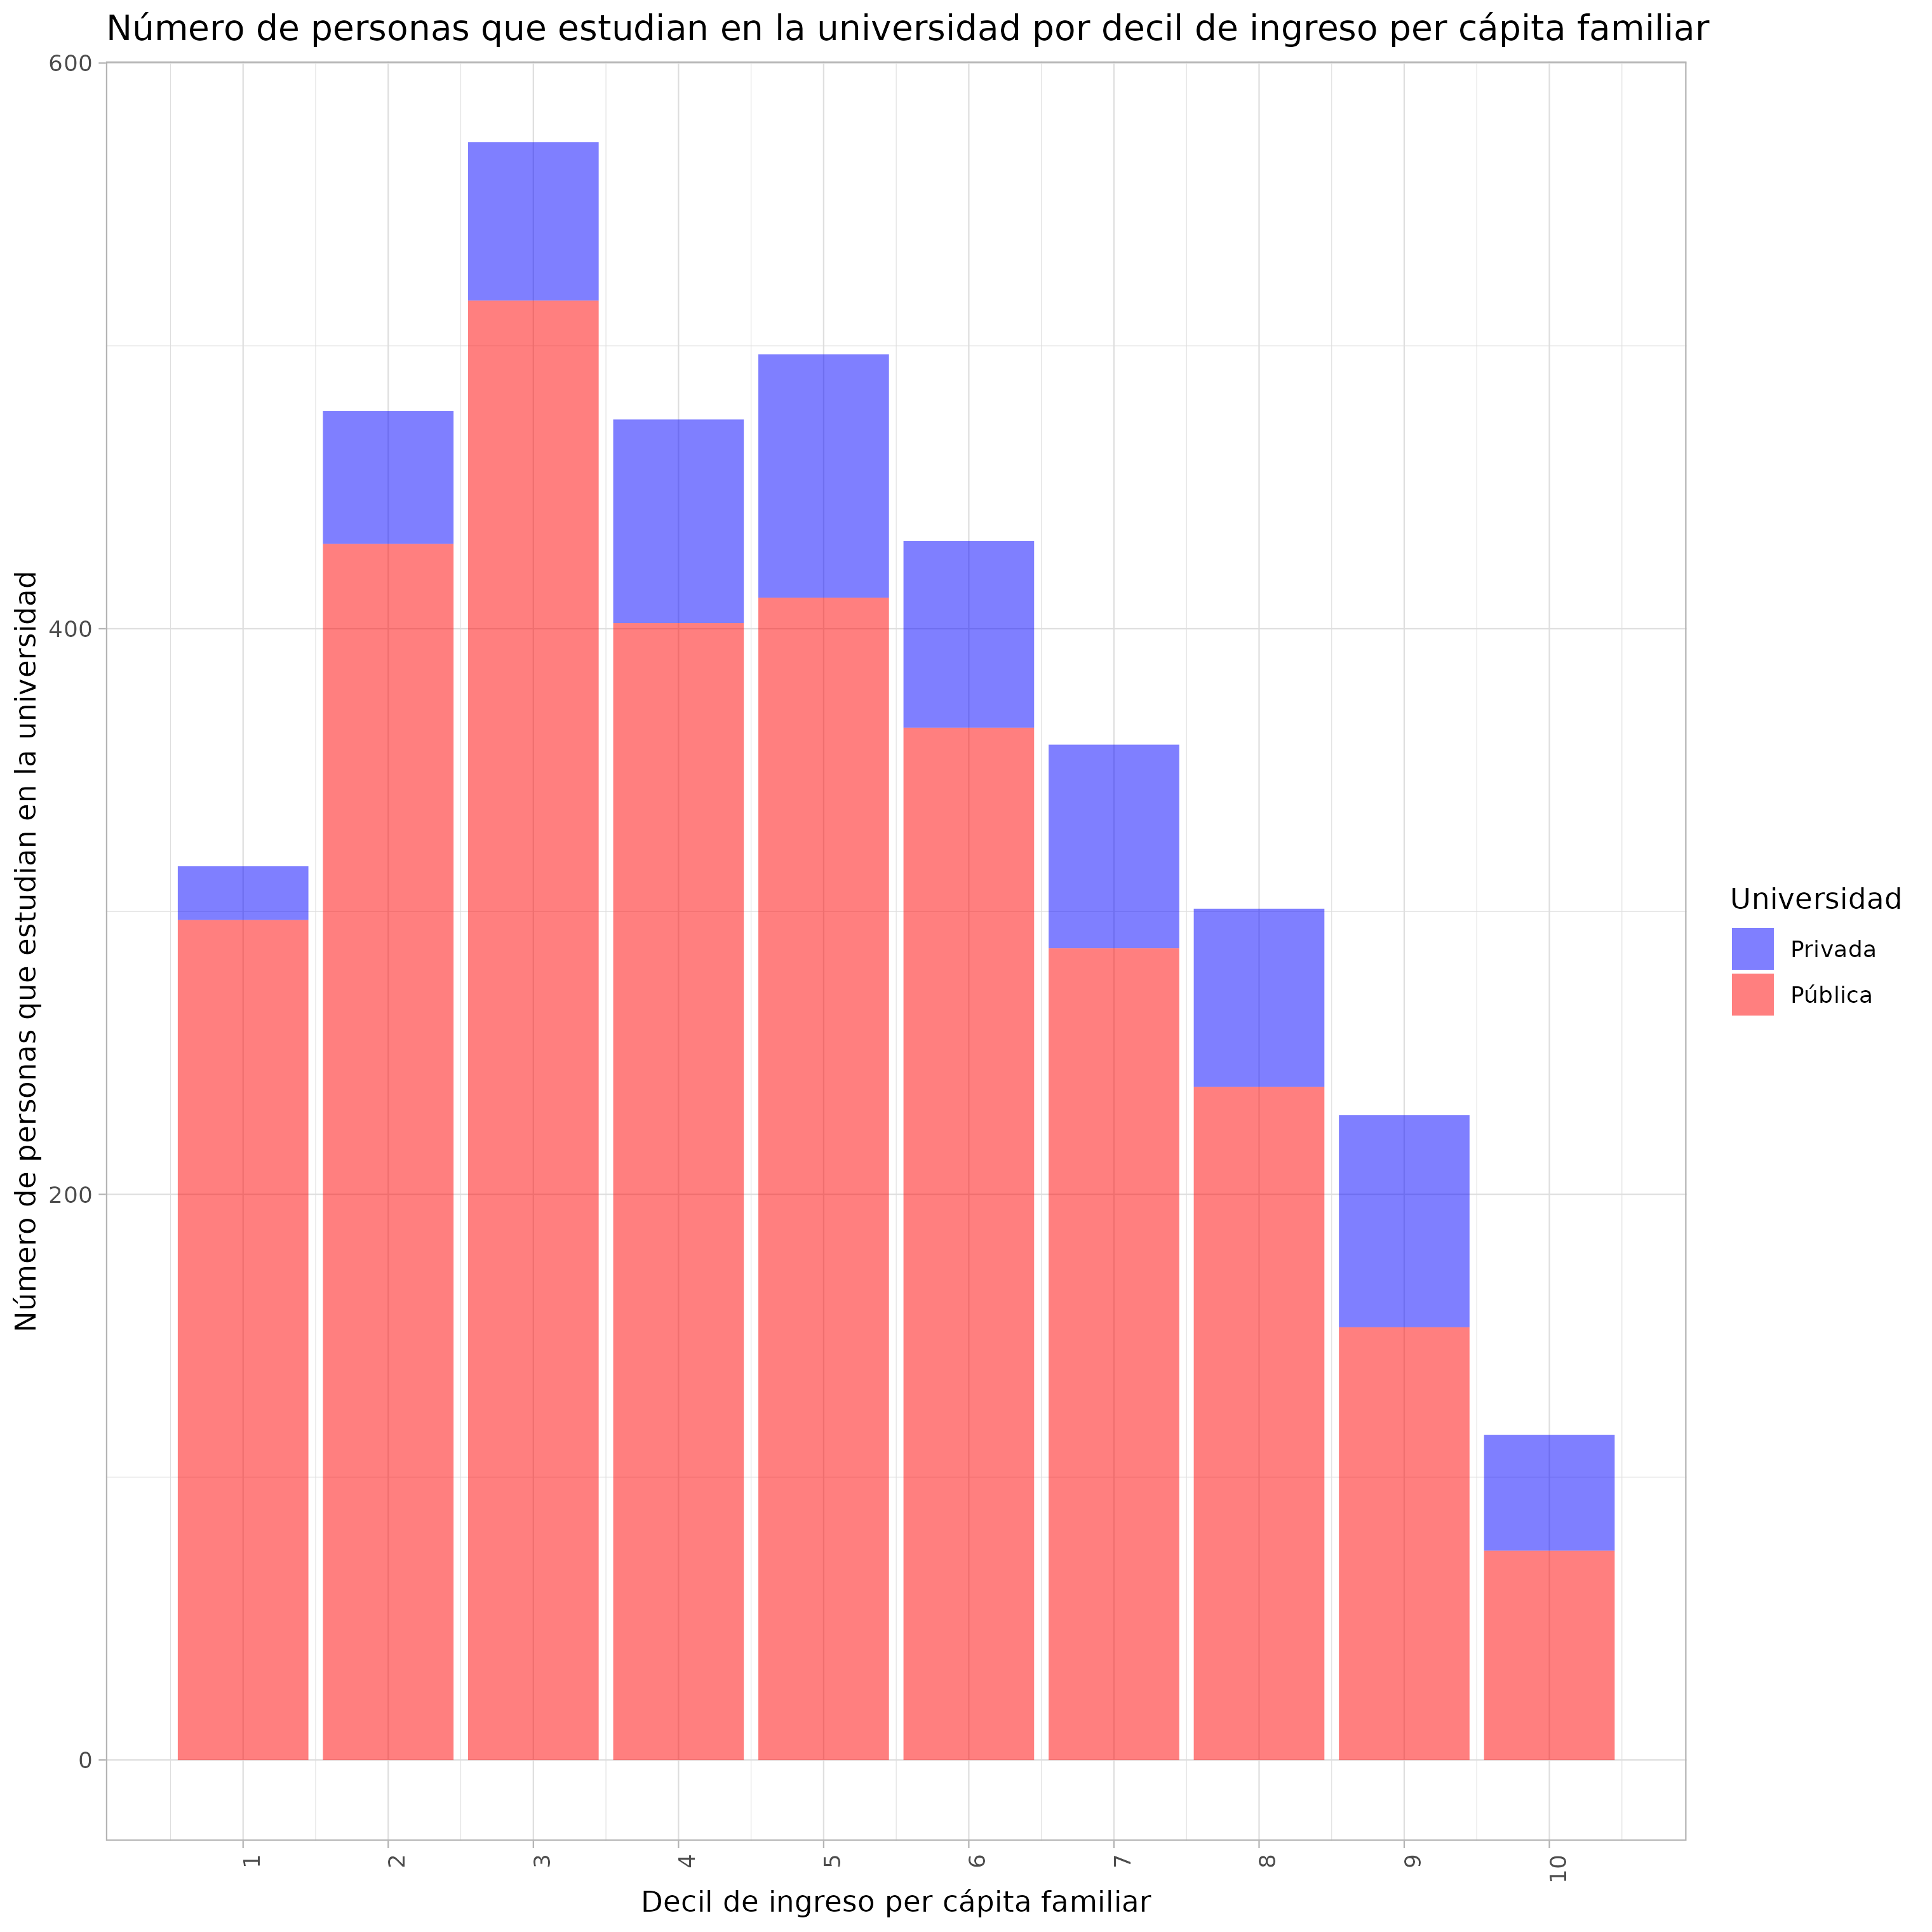 Número de personas que estudian en la universidad por decil de ingreso per cápita familiar
Número de personas que estudian en la universidad
600
400
200
0
1 2 3 4 5 6 7 8 9 10
Decil de ingreso per cápita familiar
Universidad
Privada
Pública